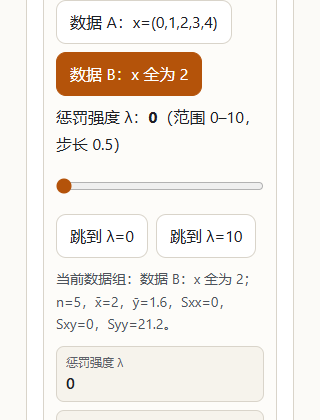 数据 A：x=(0,1,2,3,4)
数据 B：x 全为 2
惩罚强度 λ：0（范围 0–10，
步长 0.5）
跳到 λ=0 跳到 λ=10
当前数据组：数据 B：x 全为 2；
n=5，x̄=2，ȳ=1.6，Sxx=0，
Sxy=0，Syy=21.2。
惩罚强度 λ
0